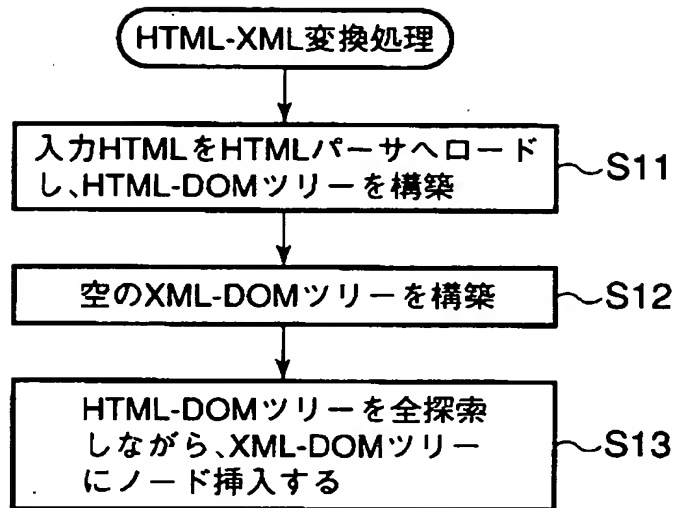 HTML-XML変換処理
入力HTMLをHTMLパーサへロード
し、HTML-DOMツリーを構築
S11
空のXML-DOMツリーを構築
S12
HTML-DOMツリーを全探索
しながら、XML-DOMツリー
にノード挿入する
S13